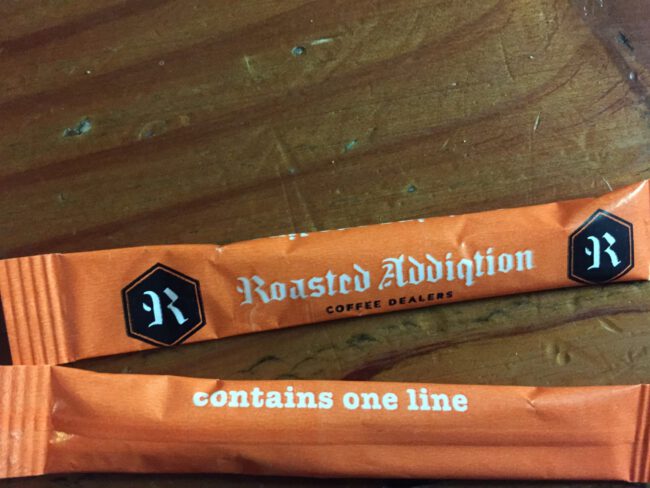 R
Roasted Addiqtion
R
COFFEE DEALERS
contains one line